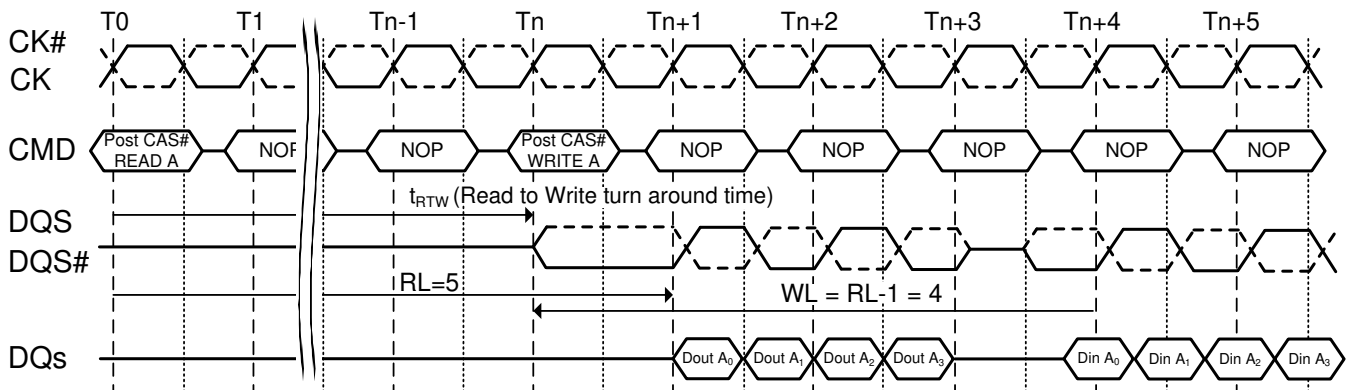 T0 T1 Tn-1 Tn Tn+1 Tn+2 Tn+3 Tn+4 Tn+5
CK#
CK
CMD Post CAS# READ A NOP NOP Post CAS# WRITE A NOP NOP NOP NOP NOP
tRTW (Read to Write turn around time)
DQS
DQS#
RL=5 WL = RL-1 = 4
DQs Dout A0 Dout A1 Dout A2 Dout A3 Din A0 Din A1 Din A2 Din A3